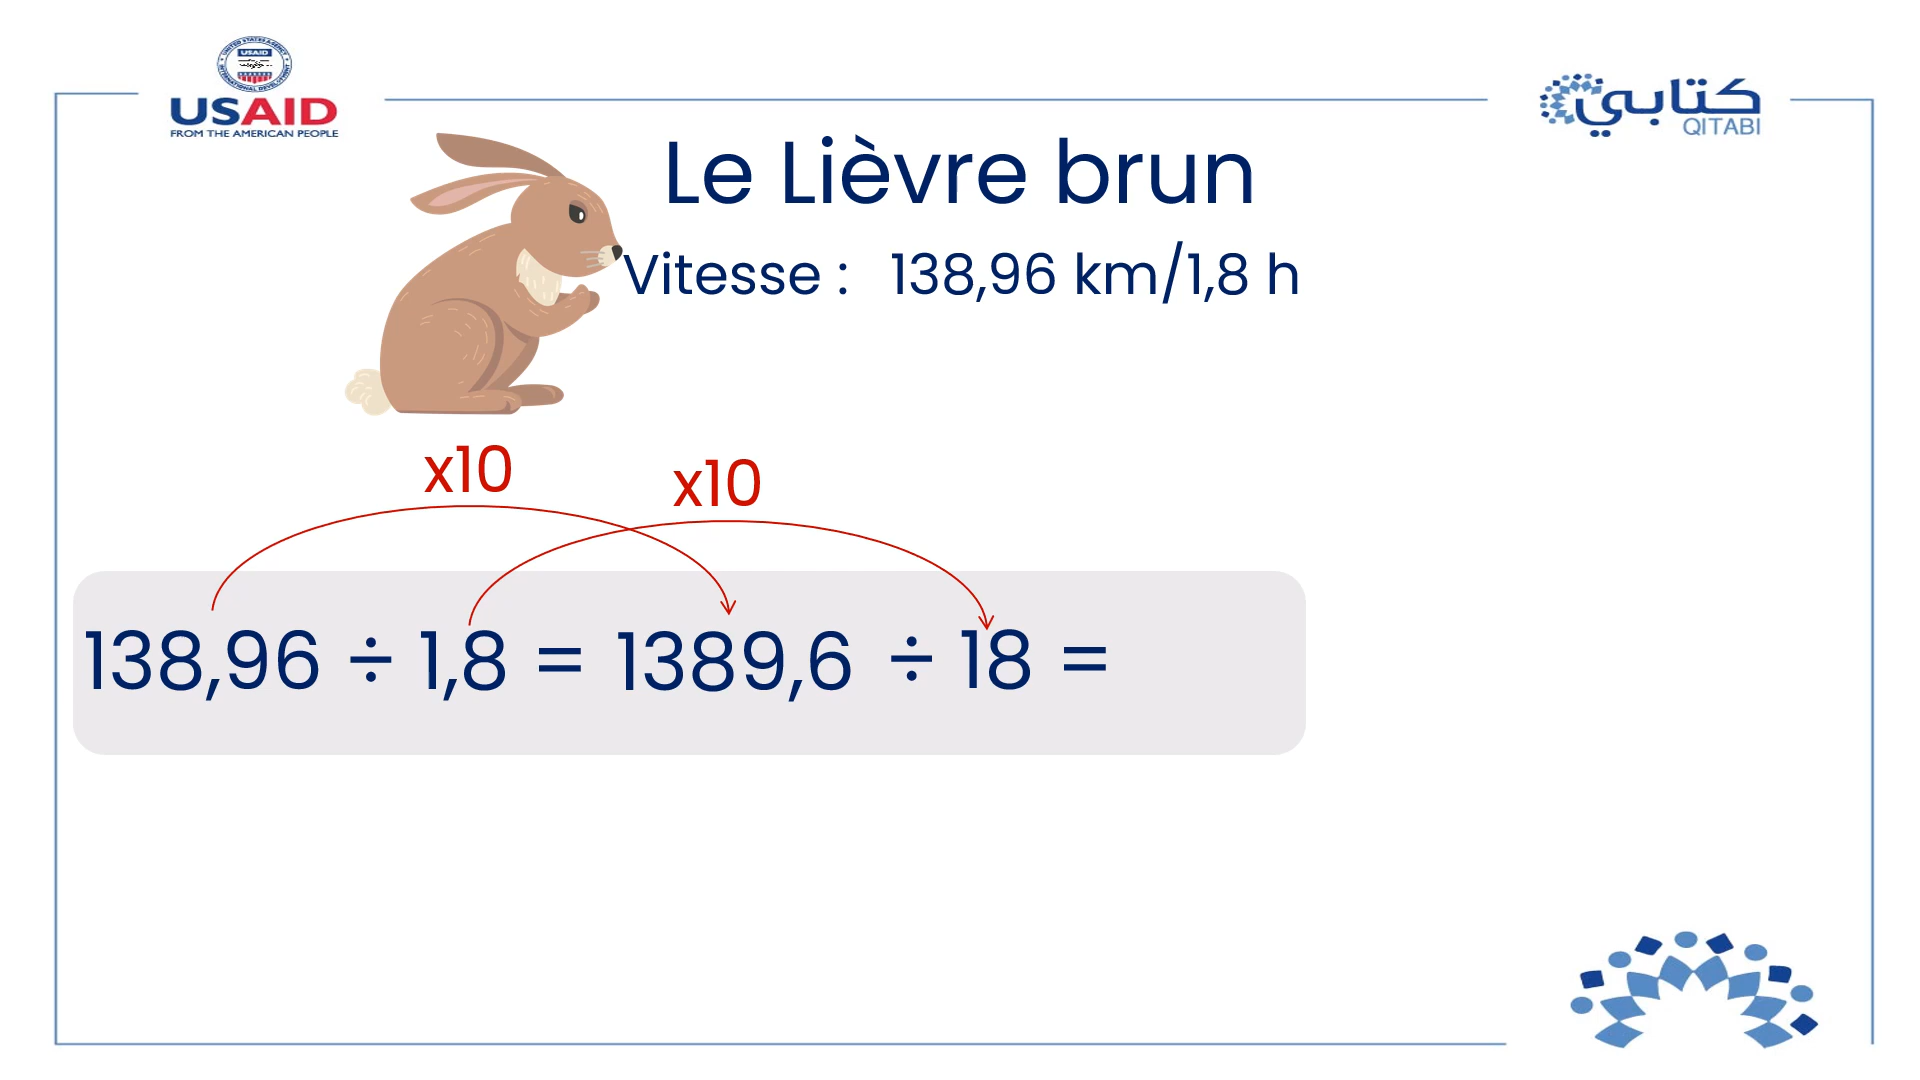 USAID
FROM THE AMERICAN PEOPLE
كتابي
QITABI
Le Lièvre brun
Vitesse : 138,96 km/1,8 h
x10
x10
138,96 ÷ 1,8 = 1389,6 ÷ 18 =